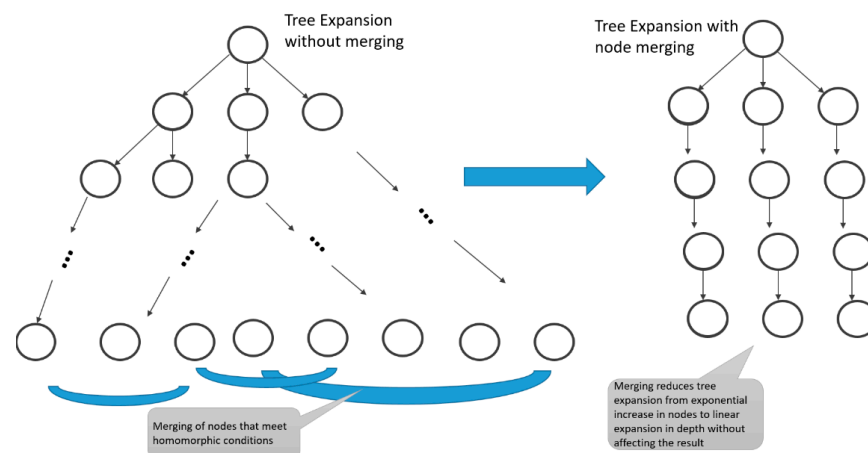 Tree Expansion
without merging
Tree Expansion with
node merging
Merging of nodes that meet
homomorphic conditions
Merging reduces tree
expansion from exponential
increase in nodes to linear
expansion in depth without
affecting the result